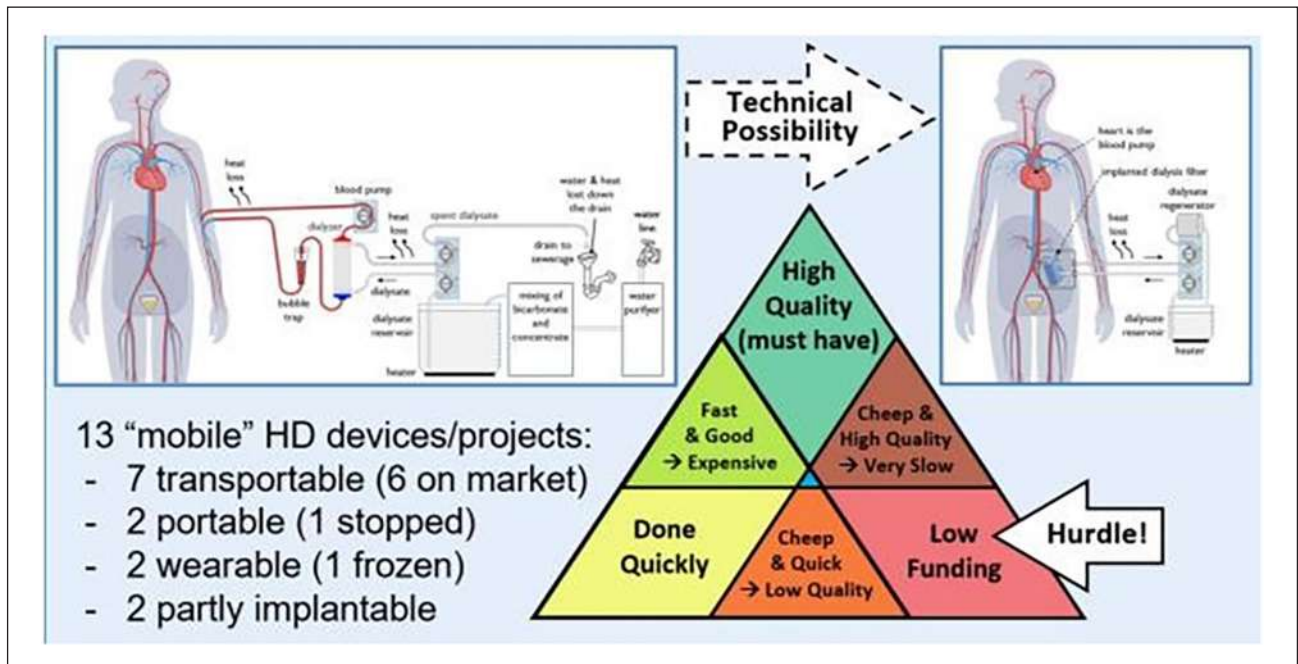 heat
loss
blood pump
dialyzer
heat
loss
spent dialysate
water & heat
lost down
the drain
water
line
drain to
sewerage
bubble
trap
dialysate
dialysate
reservoir
mixing of
bicarbonate
and
concentrate
water
purifyer
heater
Technical
Possibility
heart is the
blood pump
implanted dialysis filter
dialysate
regenerator
heat
loss
dialysate
reservoir
heater
High
Quality
(must have)
Fast
& Good
→ Expensive
Cheep &
High Quality
→ Very Slow
Done
Quickly
Cheep
& Quick
→ Low Quality
Low
Funding
Hurdle!
13 “mobile” HD devices/projects:
- 7 transportable (6 on market)
- 2 portable (1 stopped)
- 2 wearable (1 frozen)
- 2 partly implantable